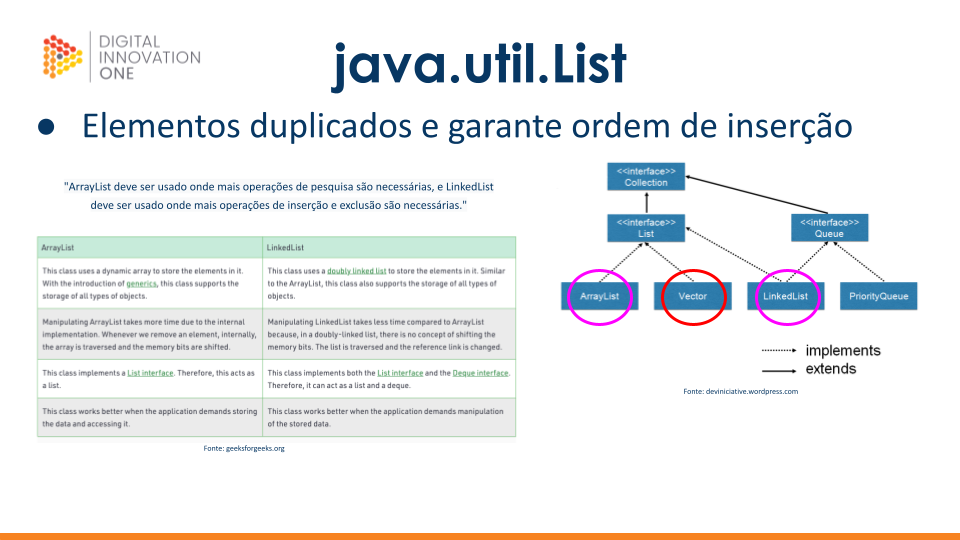 DIGITAL
INNOVATION
ONE
java.util.List
● Elementos duplicados e garante ordem de inserção
"ArrayList deve ser usado onde mais operações de pesquisa são necessárias, e LinkedList
deve ser usado onde mais operações de inserção e exclusão são necessárias."
ArrayList
LinkedList
This class uses a dynamic array to store the elements in it.
With the introduction of generics, this class supports the
storage of all types of objects.
This class uses a doubly linked list to store the elements in it. Similar
to the ArrayList, this class also supports the storage of all types of
objects.
Manipulating ArrayList takes more time due to the internal
implementation. Whenever we remove an element, internally,
the array is traversed and the memory bits are shifted.
Manipulating LinkedList takes less time compared to ArrayList
because, in a doubly-linked list, there is no concept of shifting the
memory bits. The list is traversed and the reference link is changed.
This class implements a List interface. Therefore, this acts as
a list.
This class implements both the List interface and the Deque interface.
Therefore, it can act as a list and a deque.
This class works better when the application demands storing
the data and accessing it.
This class works better when the application demands manipulation
of the stored data.
Fonte: geeksforgeeks.org
<<interface>>
Collection
<<interface>>
List
<<interface>>
Queue
ArrayList
Vector
LinkedList
PriorityQueue
implements
extends
Fonte: deviniciative.wordpress.com